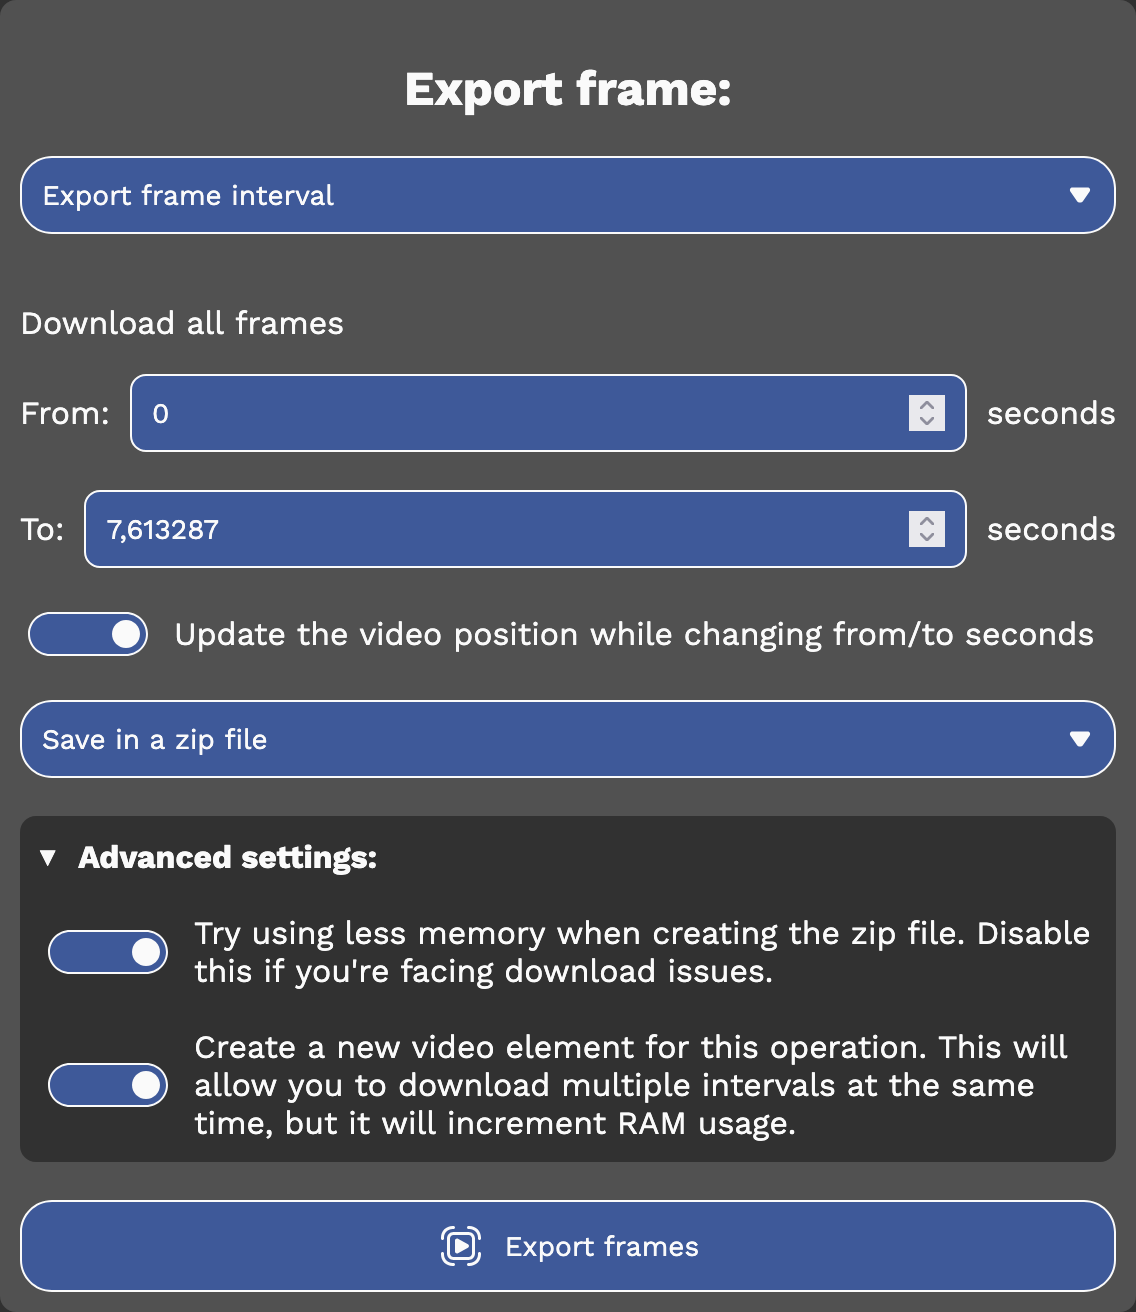 Export frame:
Export frame interval
Download all frames
From: 0 seconds
To: 7,613287 seconds
Update the video position while changing from/to seconds
Save in a zip file
Advanced settings:
Try using less memory when creating the zip file. Disable
this if you're facing download issues.
Create a new video element for this operation. This will
allow you to download multiple intervals at the same
time, but it will increment RAM usage.
Export frames